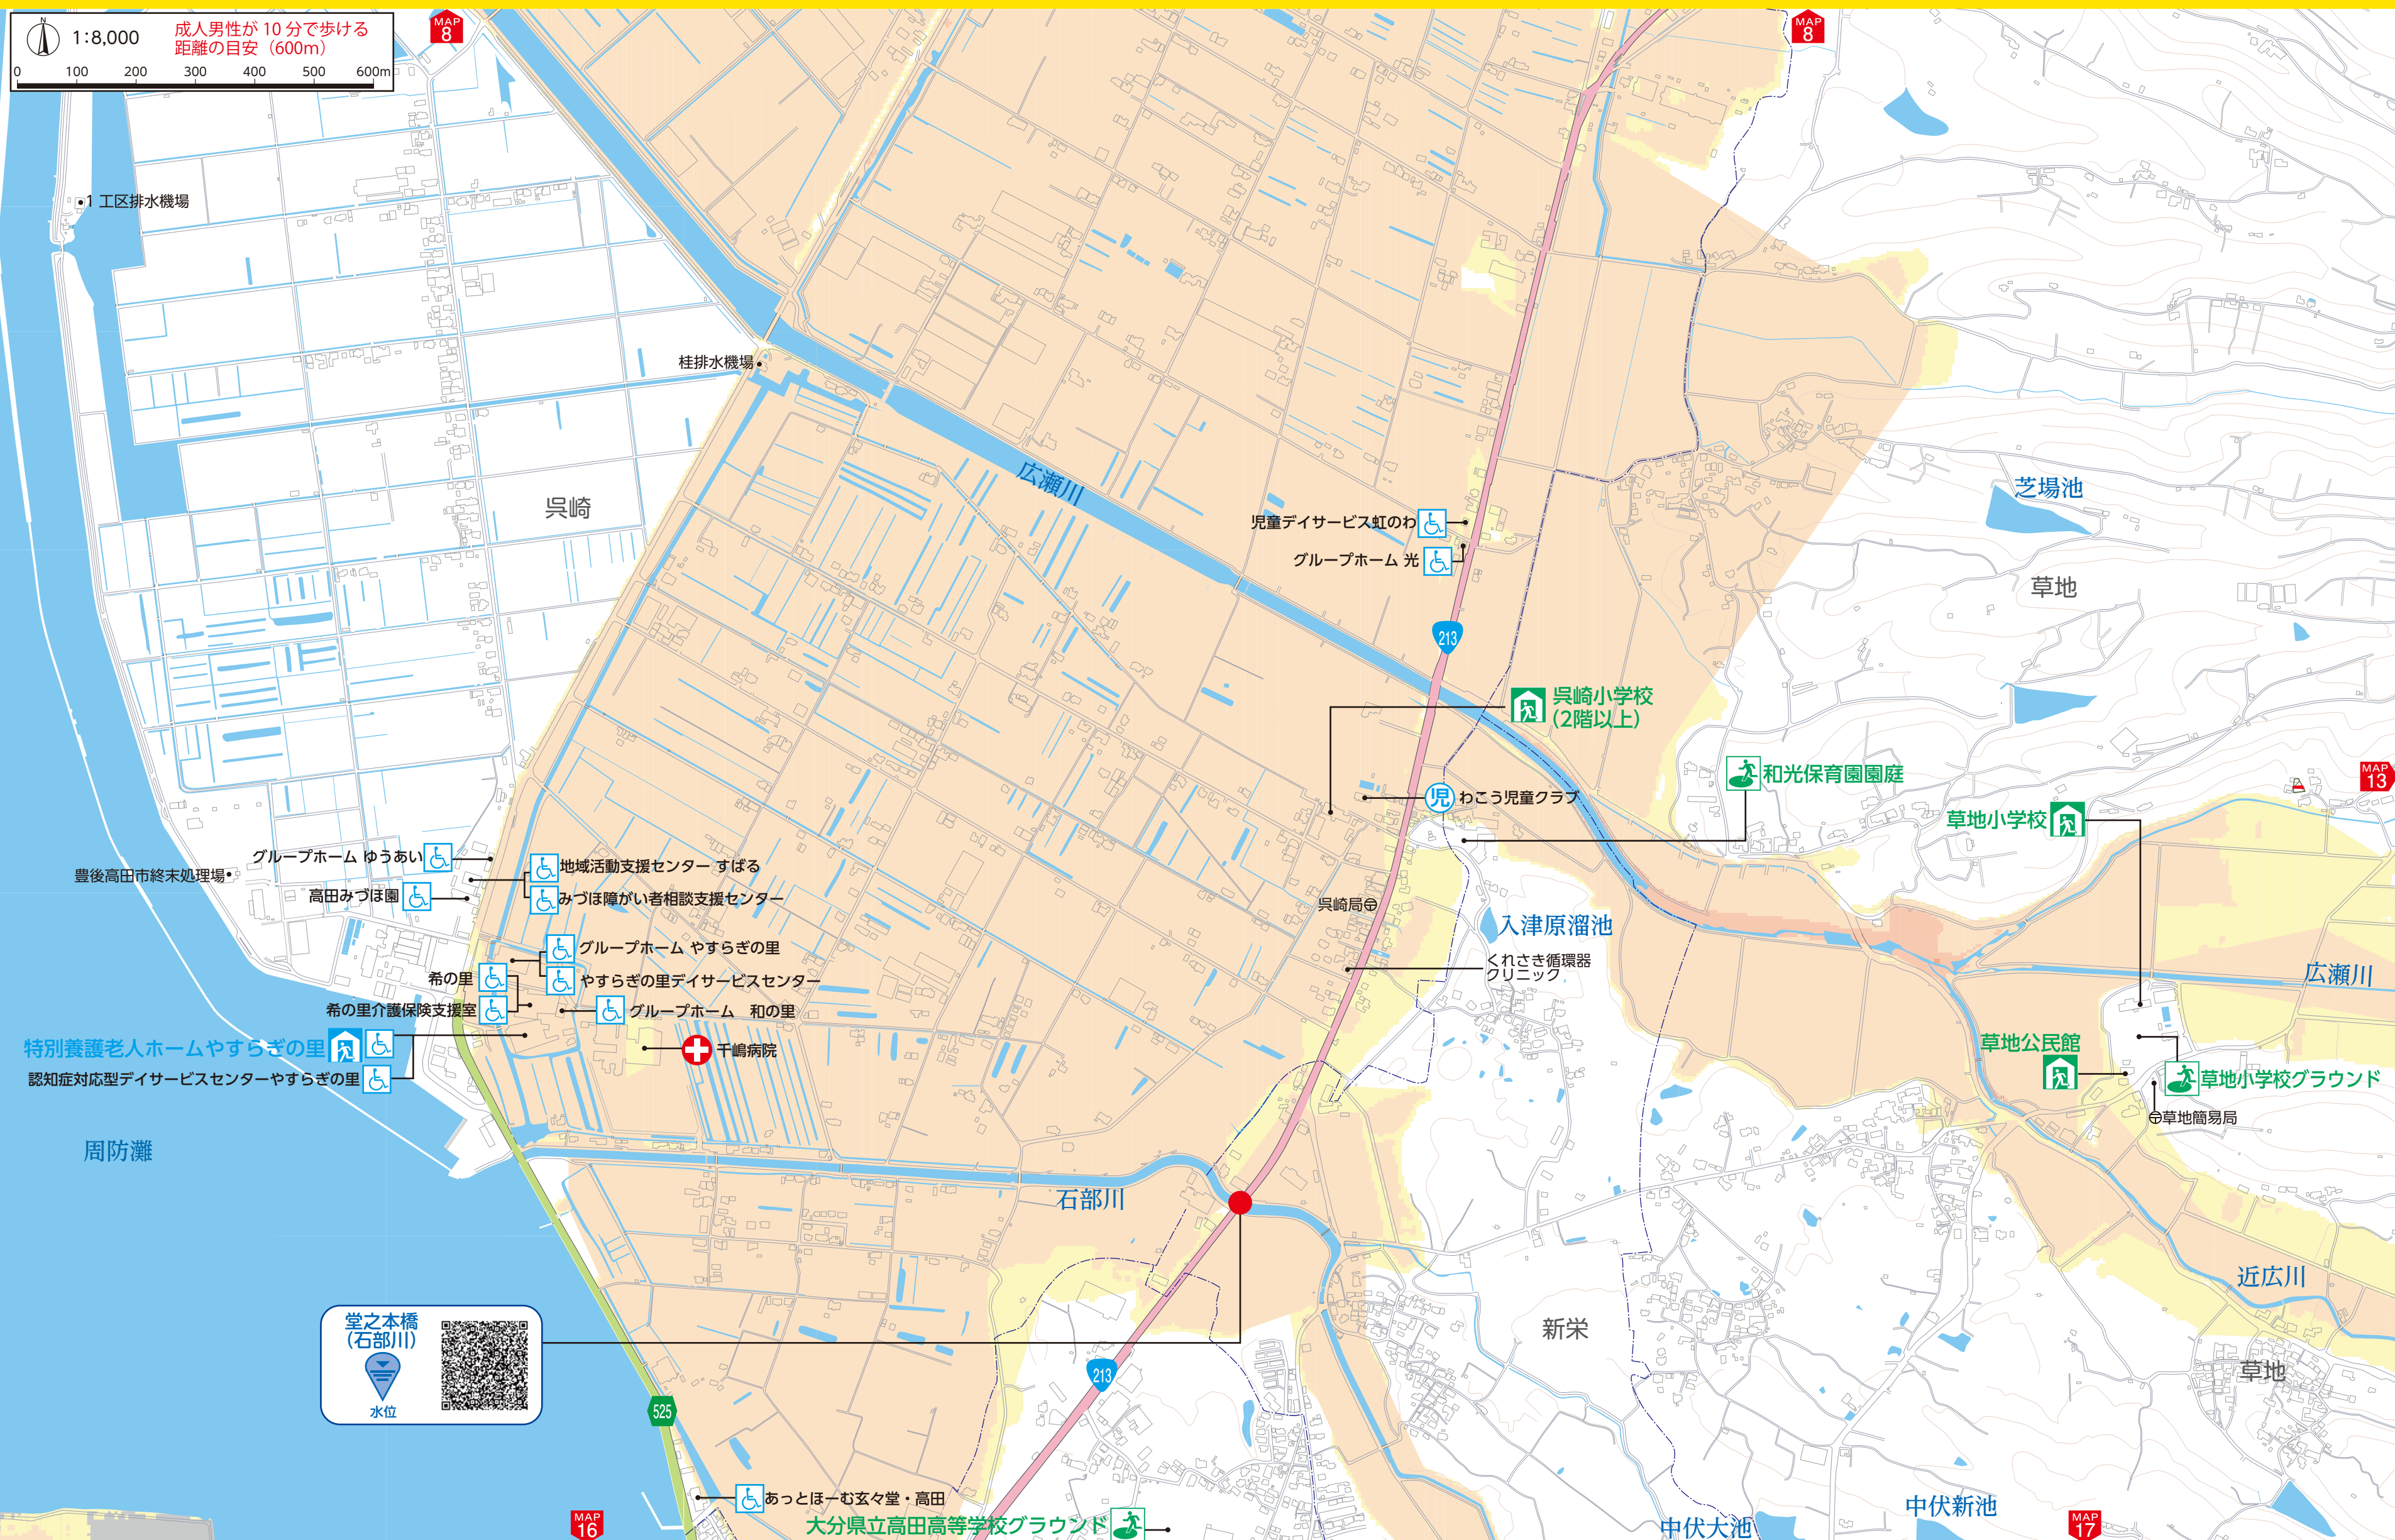 N
1:8,000
成人男性が 10 分で歩ける
距離の目安（600m）
0 100 200 300 400 500 600m
MAP
8
MAP
8
1 工区排水機場
桂排水機場
呉崎
広瀬川
芝場池
児童デイサービス虹のわ
グループホーム 光
草地
213
呉崎小学校
(2階以上)
和光保育園園庭
MAP
13
児 わこう児童クラブ
草地小学校
グループホーム ゆうあい
地域活動支援センター すばる
豊後高田市終末処理場
高田みづほ園
みづほ障がい者相談支援センター
呉崎局
入津原溜池
グループホーム やすらぎの里
くれさき循環器
クリニック
希の里
やすらぎの里デイサービスセンター
広瀬川
希の里介護保険支援室
グループホーム　和の里
特別養護老人ホームやすらぎの里
千嶋病院
草地公民館
認知症対応型デイサービスセンターやすらぎの里
草地小学校グラウンド
草地簡易局
周防灘
石部川
近広川
堂之本橋
(石部川)
水位
新栄
213
草地
525
あっとほーむ玄々堂・高田
中伏新池
MAP
16
大分県立高田高等学校グラウンド
中伏大池
MAP
17